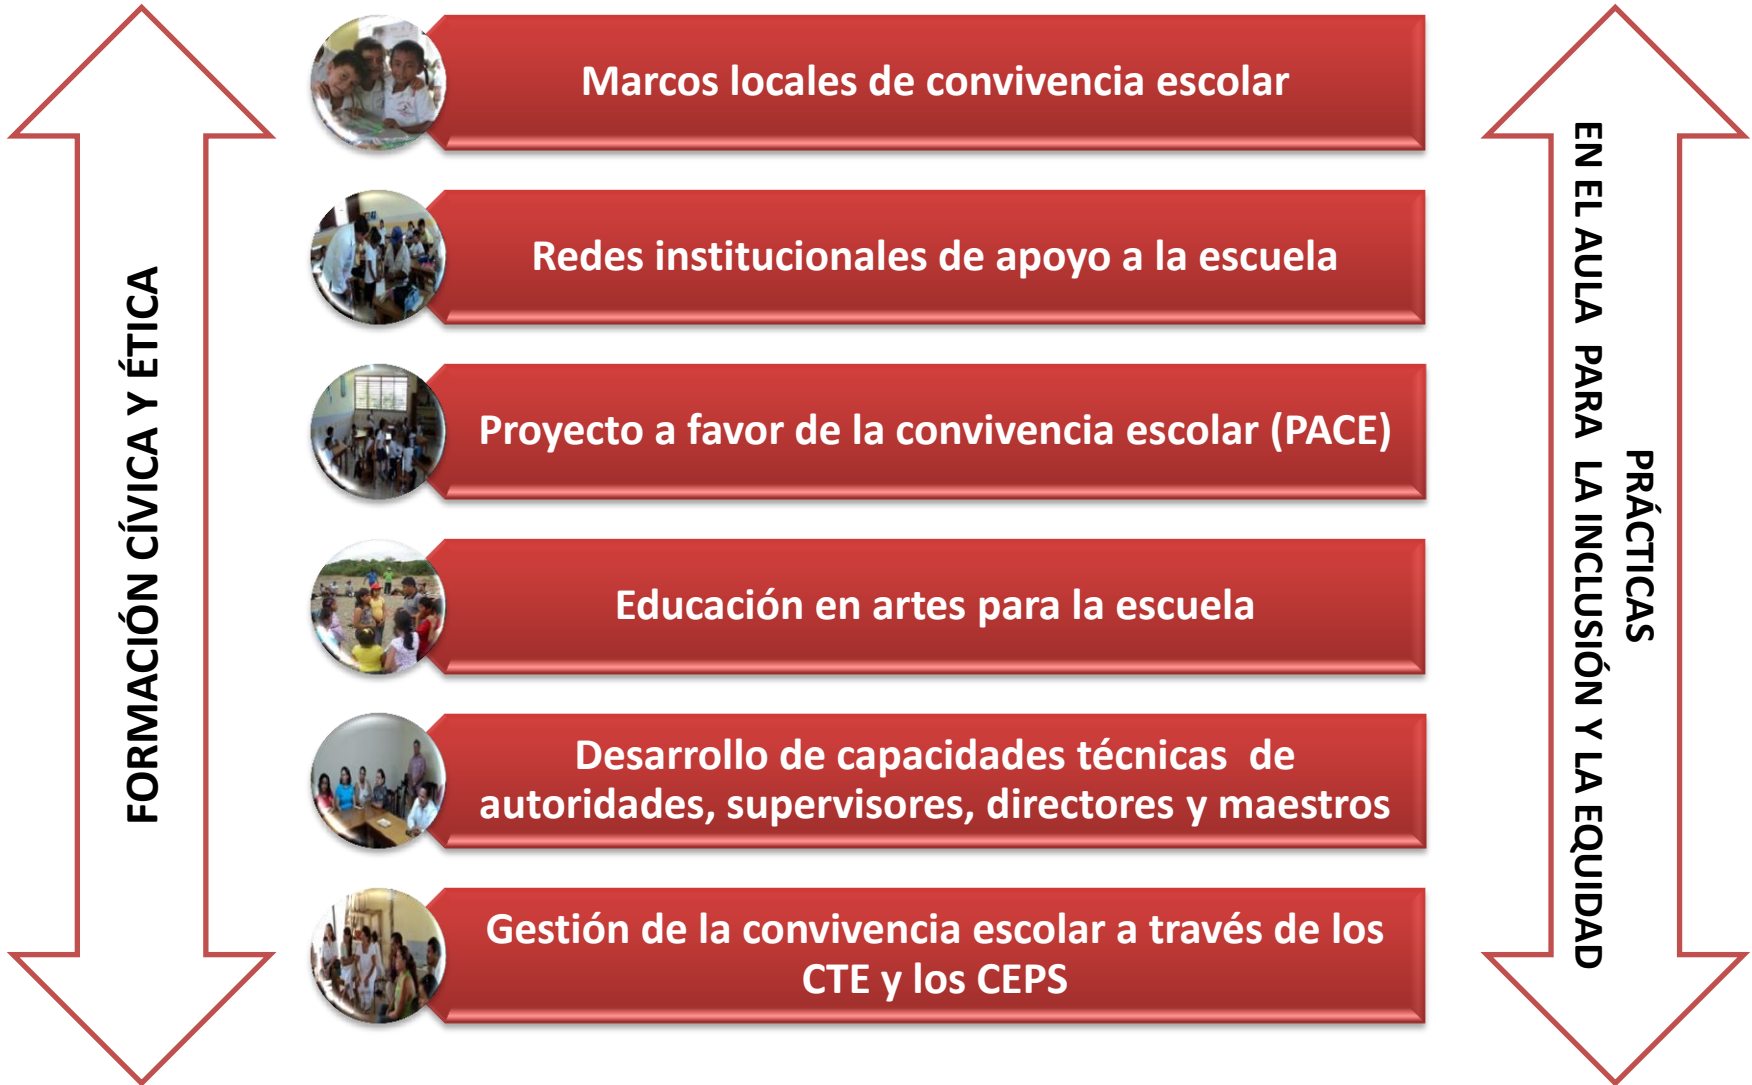 FORMACIÓN CÍVICA Y ÉTICA
Marcos locales de convivencia escolar
Redes institucionales de apoyo a la escuela
Proyecto a favor de la convivencia escolar (PACE)
Educación en artes para la escuela
Desarrollo de capacidades técnicas de
autoridades, supervisores, directores y maestros
Gestión de la convivencia escolar a través de los
CTE y los CEPS
PRÁCTICAS
EN EL AULA PARA LA INCLUSIÓN Y LA EQUIDAD